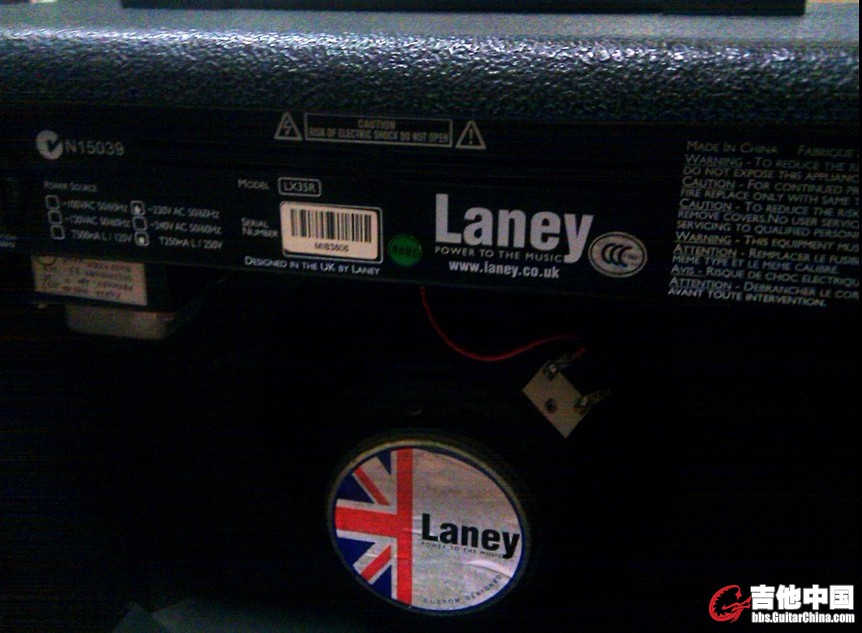 N15039
CAUTION
RISK OF ELECTRIC SHOCK DO NOT OPEN
POWER SOURCE
~100VAC 50/60Hz
~230V AC 50/60Hz
~120VAC 50/60Hz
~240V AC 50/60Hz
T500MA L / 125V
T250MA L / 250V
MODEL LX35R
SERIAL NUMBER
MIB3606
DESIGNED IN THE UK BY LANEY
Laney
POWER TO THE MUSIC
www.laney.co.uk
CCC
MADE IN CHINA FABRIQUE
WARNING - TO REDUCE THE
DO NOT EXPOSE THIS APPLIANC
CAUTION - FOR CONTINUED PR
FIRE REPLACE ONLY WITH SAME T
CAUTION - TO REDUCE THE RISK
REMOVE COVERS. NO USER SERVIC
SERVICING TO QUALIFIED PERSO
WARNING - THIS EQUIPMENT MU
ATTENTION - REMPLACER LE FUSIB
MEME TYPE ET LE MEME CALIBRE.
AVIS - RISQUE DE CHOC ELECTRIQU
ATTENTION - DEBRANCHER LE CO
AVANT TOUTE INTERVENTION.
Laney
POWER TO THE MUSIC
CUSTOM DESIGNED
吉他中国
bbs.GuitarChina.com